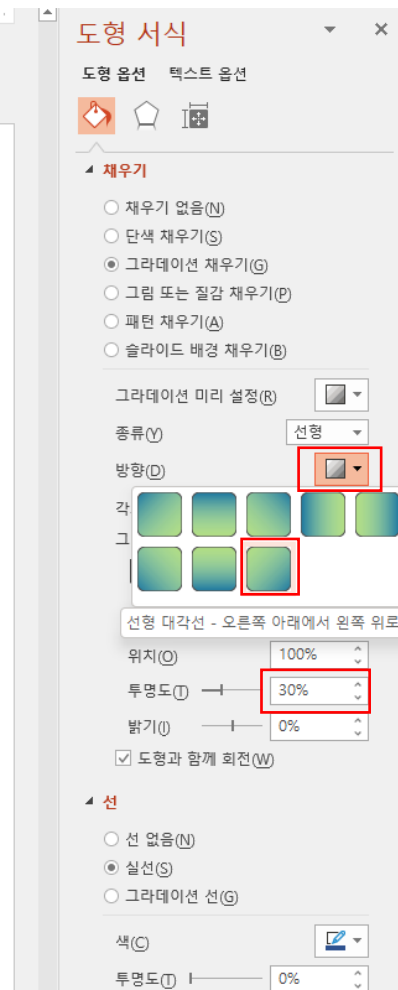 도형 서식
도형 옵션 텍스트 옵션
채우기
채우기 없음(N)
단색 채우기(S)
그라데이션 채우기(G)
그림 또는 질감 채우기(P)
패턴 채우기(A)
슬라이드 배경 채우기(B)
그라데이션 미리 설정(R)
종류(Y) 선형
방향(D)
각
그
선형 대각선 - 오른쪽 아래에서 왼쪽 위로
위치(O) 100%
투명도(T) 30%
밝기(I) 0%
도형과 함께 회전(W)
선
선 없음(N)
실선(S)
그라데이션 선(G)
색(C)
투명도(T) 0%